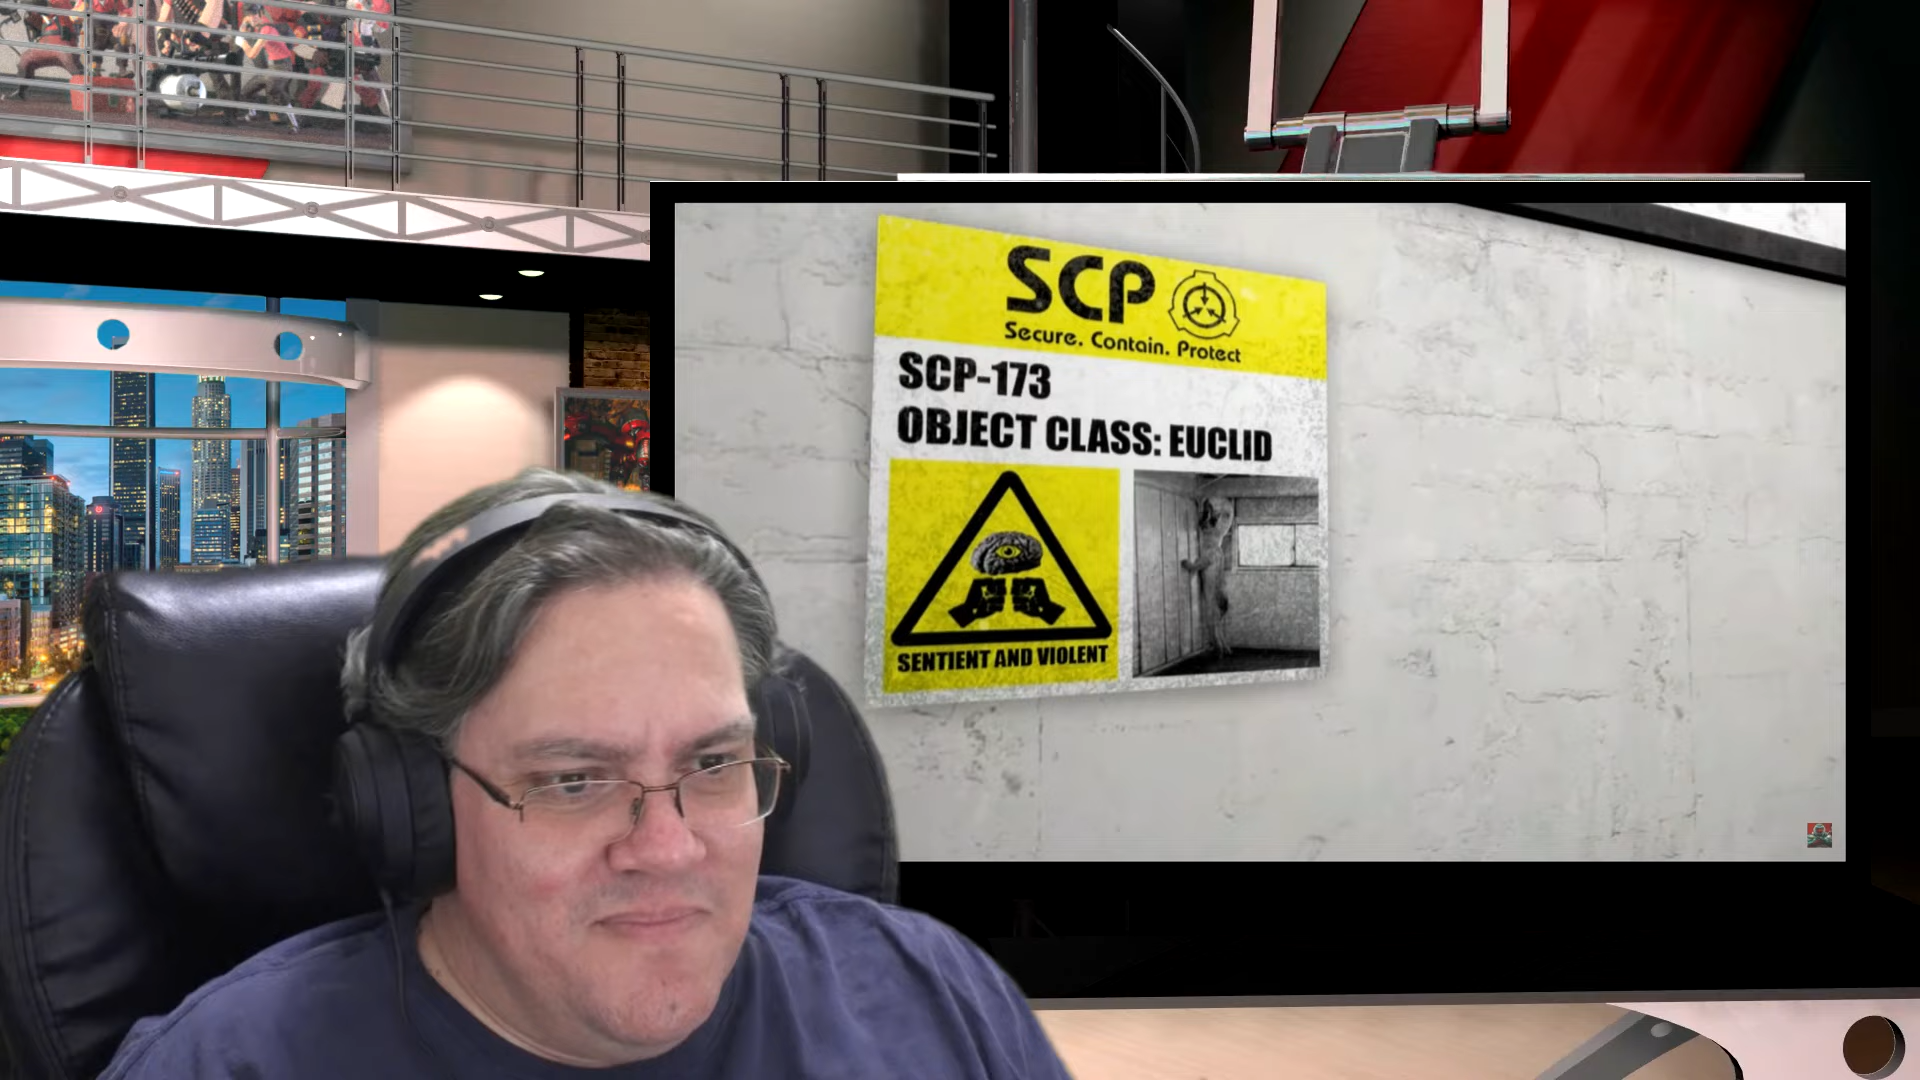 SCP
Secure. Contain. Protect
SCP-173
OBJECT CLASS: EUCLID
SENTIENT AND VIOLENT